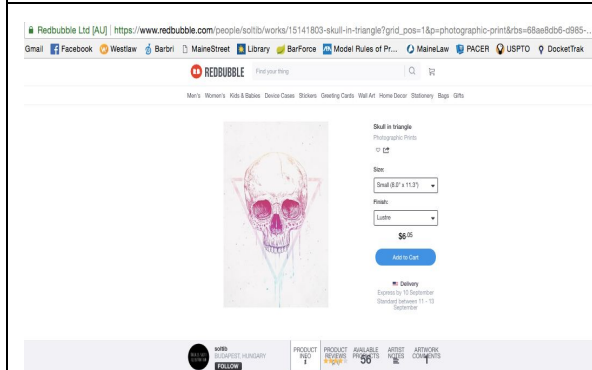 Redbubble Ltd [AU] | https://www.redbubble.com/people/soltib/works/15141803-skull-in-triangle?grid_pos=1&p=photographic-print&rbs=68ae8db6-d985-...
Gmail Facebook Westlaw Barbri MaineStreet Library BarForce Model Rules of Pr... MaineLaw PACER USPTO DocketTrak
REDBUBBLE Find your thing
Men's Women's Kids & Babies Device Cases Stickers Greeting Cards Wall Art Home Decor Stationery Bags Gifts
Skull in triangle
Photographic Prints
Size:
Small (8.0" x 11.3")
Finish:
Lustre
$6.05
Add to Cart
Delivery
Express by 10 September
Standard between 11 - 13
September
soltib
BUDAPEST, HUNGARY
FOLLOW
PRODUCT INFO
i
PRODUCT REVIEWS
AVAILABLE PRODUCTS
56
ARTIST NOTES
ARTWORK COMMENTS
1